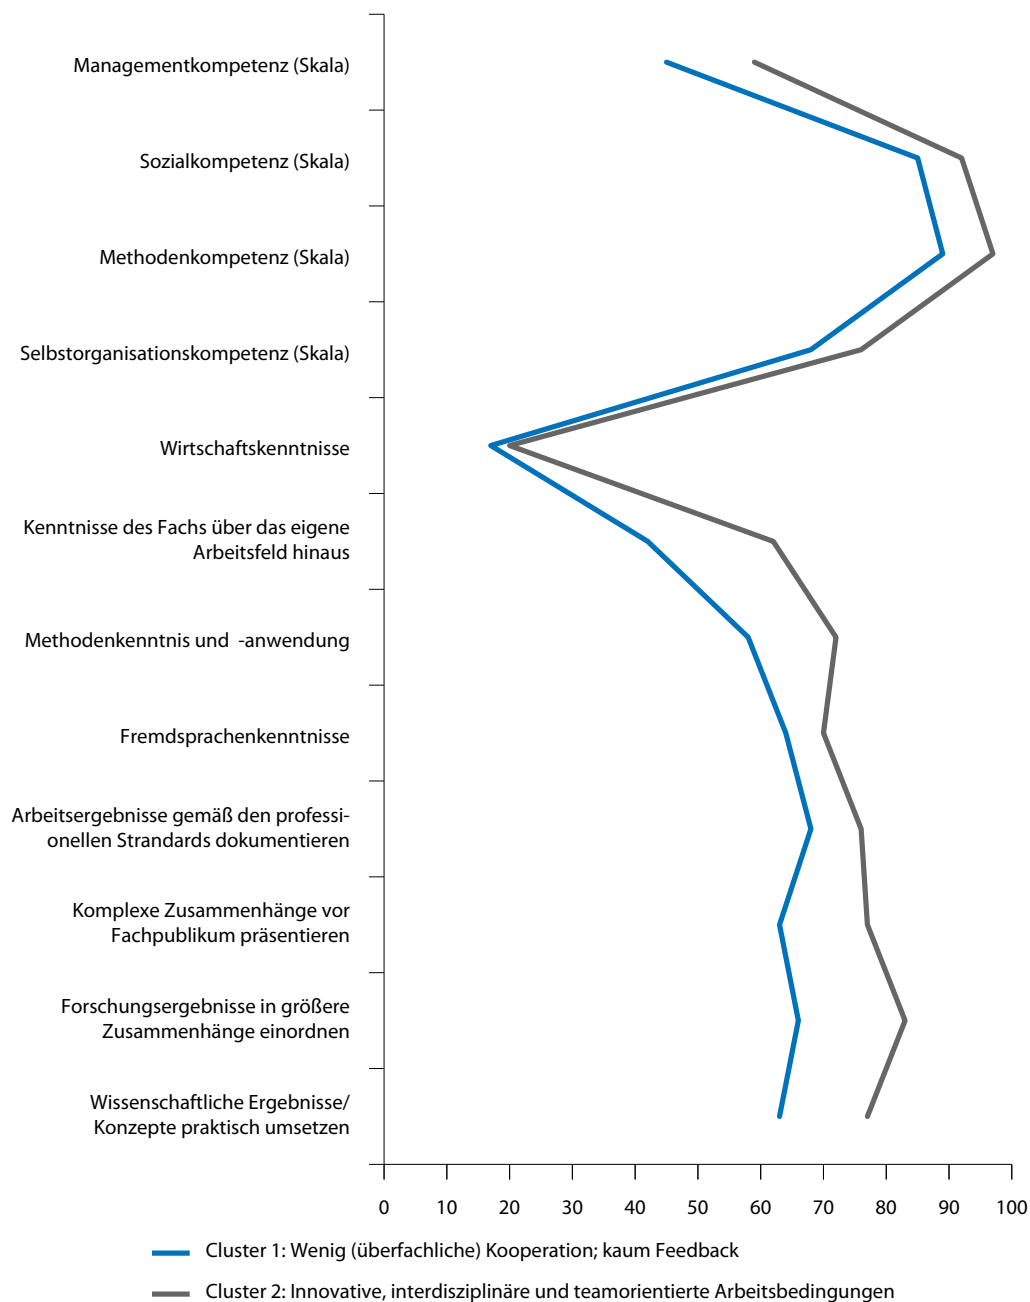 Managementkompetenz (Skala)
Sozialkompetenz (Skala)
Methodenkompetenz (Skala)
Selbstorganisationskompetenz (Skala)
Wirtschaftskenntnisse
Kenntnisse des Fachs über das eigene
Arbeitsfeld hinaus
Methodenkenntnis und -anwendung
Fremdsprachenkenntnisse
Arbeitsergebnisse gemäß den professi-
onellen Strandards dokumentieren
Komplexe Zusammenhänge vor
Fachpublikum präsentieren
Forschungsergebnisse in größere
Zusammenhänge einordnen
Wissenschaftliche Ergebnisse/
Konzepte praktisch umsetzen
0 10 20 30 40 50 60 70 80 90 100
Cluster 1: Wenig (überfachliche) Kooperation; kaum Feedback
Cluster 2: Innovative, interdisziplinäre und teamorientierte Arbeitsbedingungen